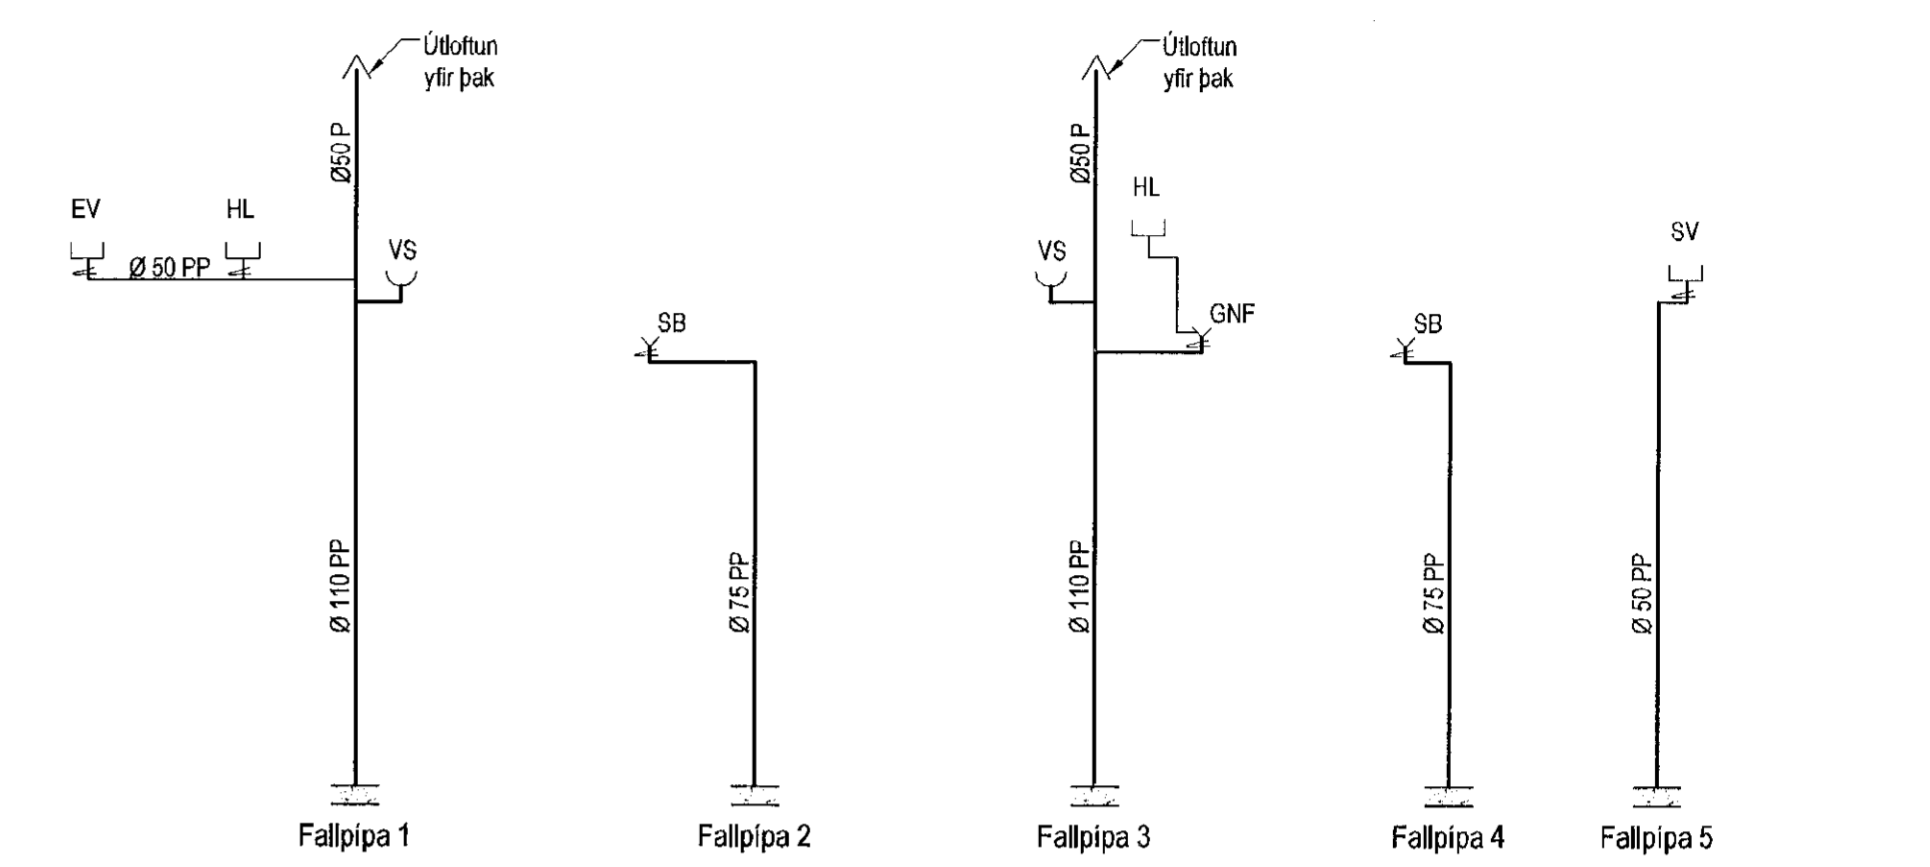 Útloftun
yfir þak
Ø50 P
EV
HL
Ø 50 PP
VS
Ø 110 PP
Fallpípa 1
SB
Ø 75 PP
Fallpípa 2
Útloftun
yfir þak
Ø50 P
HL
VS
GNF
Ø 110 PP
Fallpípa 3
SB
Ø 75 PP
Fallpípa 4
SV
Ø 50 PP
Fallpípa 5